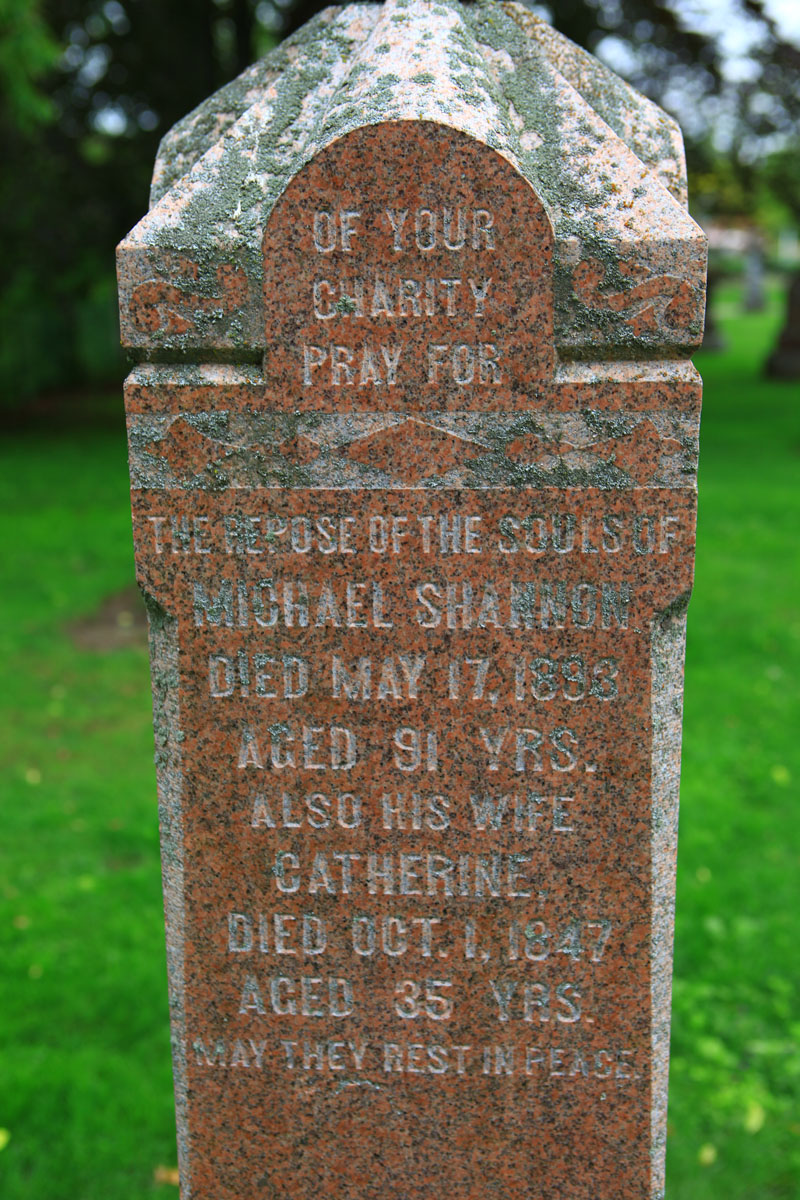 OF YOUR
CHARITY
PRAY FOR
THE REPOSE OF THE SOULS OF
MICHAEL SHANNON
DIED MAY 17, 1893
AGED 91 YRS.
ALSO HIS WIFE
CATHERINE,
DIED OCT. 1, 1847
AGED 35 YRS.
MAY THEY REST IN PEACE.